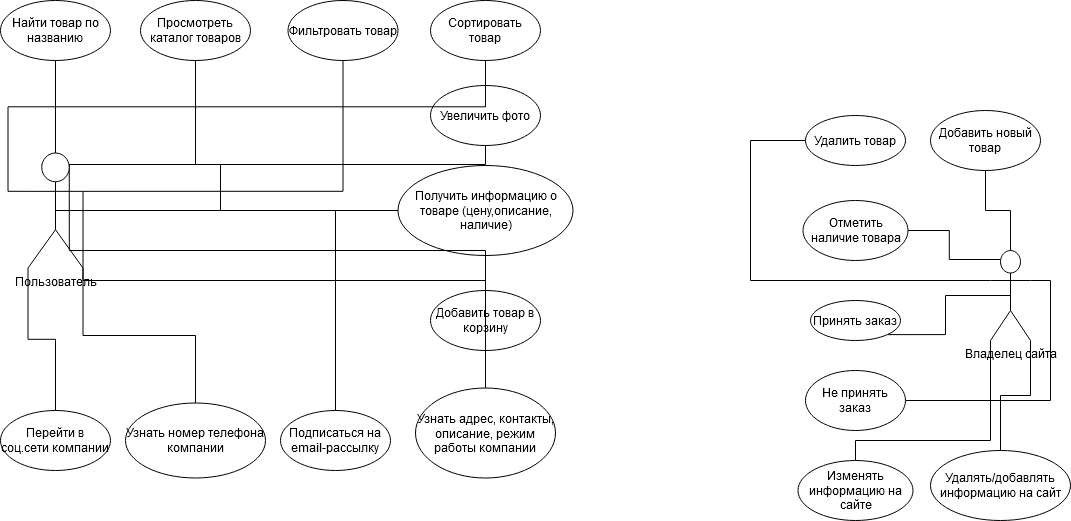 Найти товар по
названию
Просмотреть
каталог товаров
Фильтровать товар
Сортировать
товар
Увеличить фото
Получить информацию о
товаре (цену,описание,
наличие)
Пользователь
Добавить товар в
корзину
Перейти в
соц.сети компании
Узнать номер телефона
компании
Подписаться на
email-рассылку
Узнать адрес, контакты,
описание, режим
работы компании
Удалить товар
Добавить новый
товар
Отметить
наличие товара
Принять заказ
Владелец сайта
Не принять
заказ
Изменять
информацию на
сайте
Удалять/добавлять
информацию на сайт